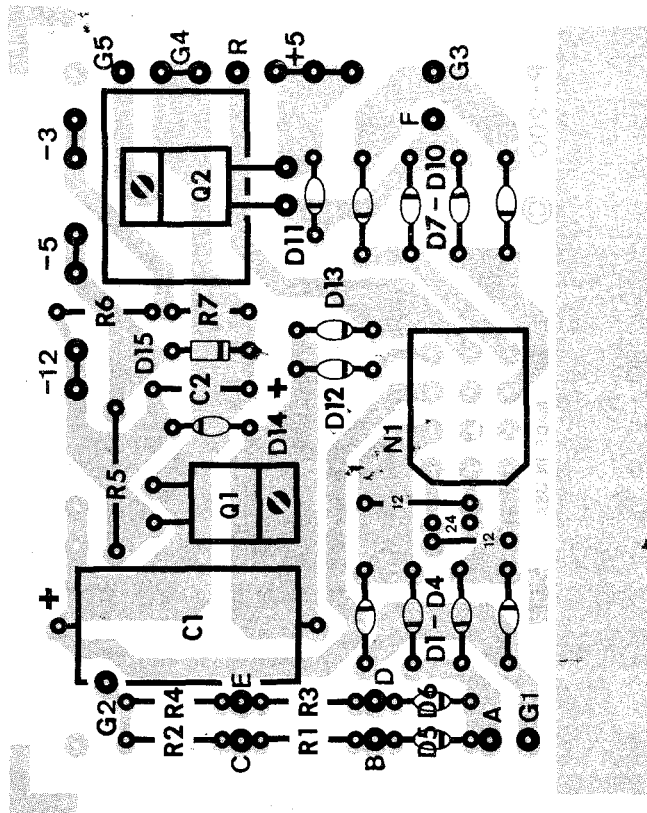 G5
G4
R
+5
G3
-3
F
Q2
-5
D11
D7 - D10
R6
R7
D13
-12
D15
C2
+
D12
D14
N1
R5
Q1
12
24
12
+
C1
D1 - D4
G2
R4
E
R3
D
D6
R2
C
R1
B
D5
A
G1